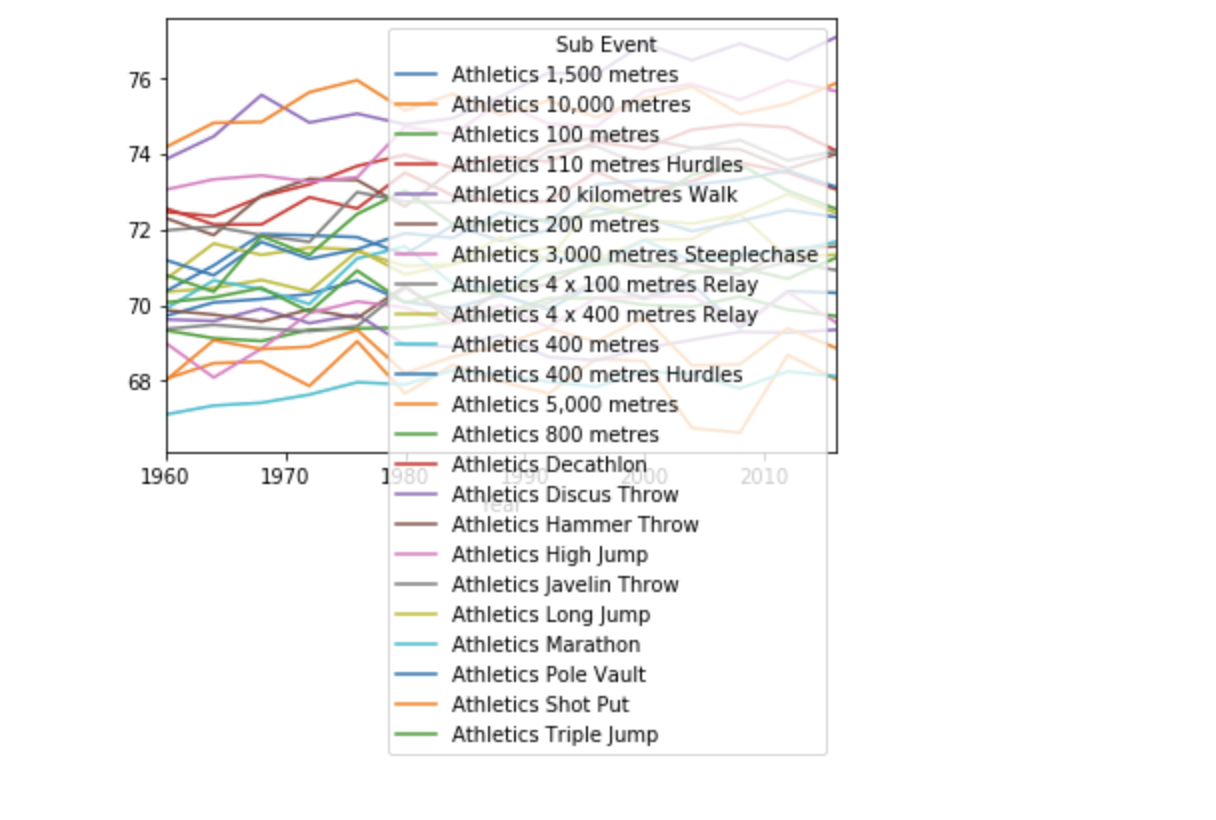 Sub Event
Athletics 1,500 metres
Athletics 10,000 metres
Athletics 100 metres
Athletics 110 metres Hurdles
Athletics 20 kilometres Walk
Athletics 200 metres
Athletics 3,000 metres Steeplechase
Athletics 4 x 100 metres Relay
Athletics 4 x 400 metres Relay
Athletics 400 metres
Athletics 400 metres Hurdles
Athletics 5,000 metres
Athletics 800 metres
Athletics Decathlon
Athletics Discus Throw
Athletics Hammer Throw
Athletics High Jump
Athletics Javelin Throw
Athletics Long Jump
Athletics Marathon
Athletics Pole Vault
Athletics Shot Put
Athletics Triple Jump
76
74
72
70
68
1960 1970 1980 1990 2000 2010
Year